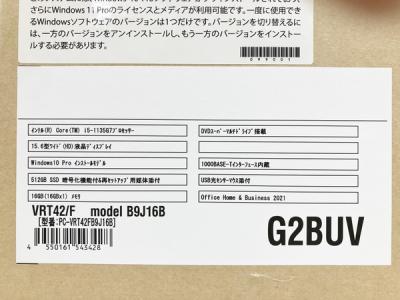 さらにWindows 11 Proのライセンスとメディアが利用可能です。一度に使用でき
るWindowsソフトウェアのバージョンは1つだけです。バージョンを切り替えるに
は、一方のバージョンをアンインストールし、もう一方のバージョンをインストール
する必要があります。
099001
インテル(R) Core(TM) i5-1135G7プロセッサー
DVDスーパーマルチドライブ搭載
15.6型ワイド(HD)液晶ディスプレイ
Windows10 Pro インストールモデル
1000BASE-Tインターフェース内蔵
512GB SSD 暗号化機能付&再セットアップ用媒体添付
USB光センサーマウス添付
16GB(16GBx1) メモリ
Office Home & Business 2021
VRT42/F model B9J16B
[型番:PC-VRT42FB9J16B]
4 550161 543428
G2BUV